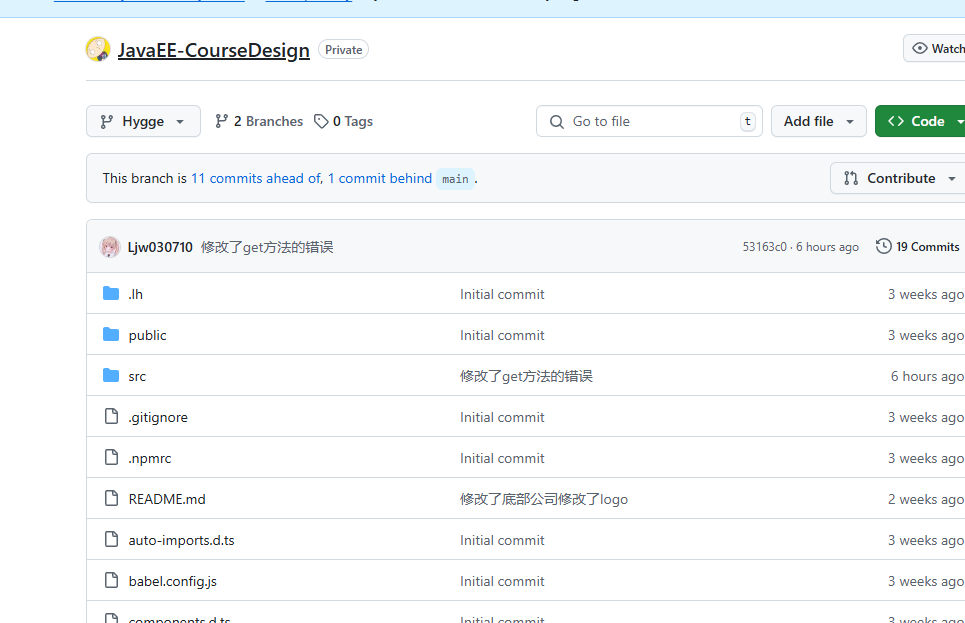 JavaEE-CourseDesign Private Watch
Hygge 2 Branches 0 Tags Go to file t Add file Code
This branch is 11 commits ahead of, 1 commit behind main . Contribute
Ljw030710 修改了get方法的错误 53163c0 · 6 hours ago 19 Commits
.lh Initial commit 3 weeks ago
public Initial commit 3 weeks ago
src 修改了get方法的错误 6 hours ago
.gitignore Initial commit 3 weeks ago
.npmrc Initial commit 3 weeks ago
README.md 修改了底部公司修改了logo 2 weeks ago
auto-imports.d.ts Initial commit 3 weeks ago
babel.config.js Initial commit 3 weeks ago
components.d.ts Initial commit 3 weeks ago